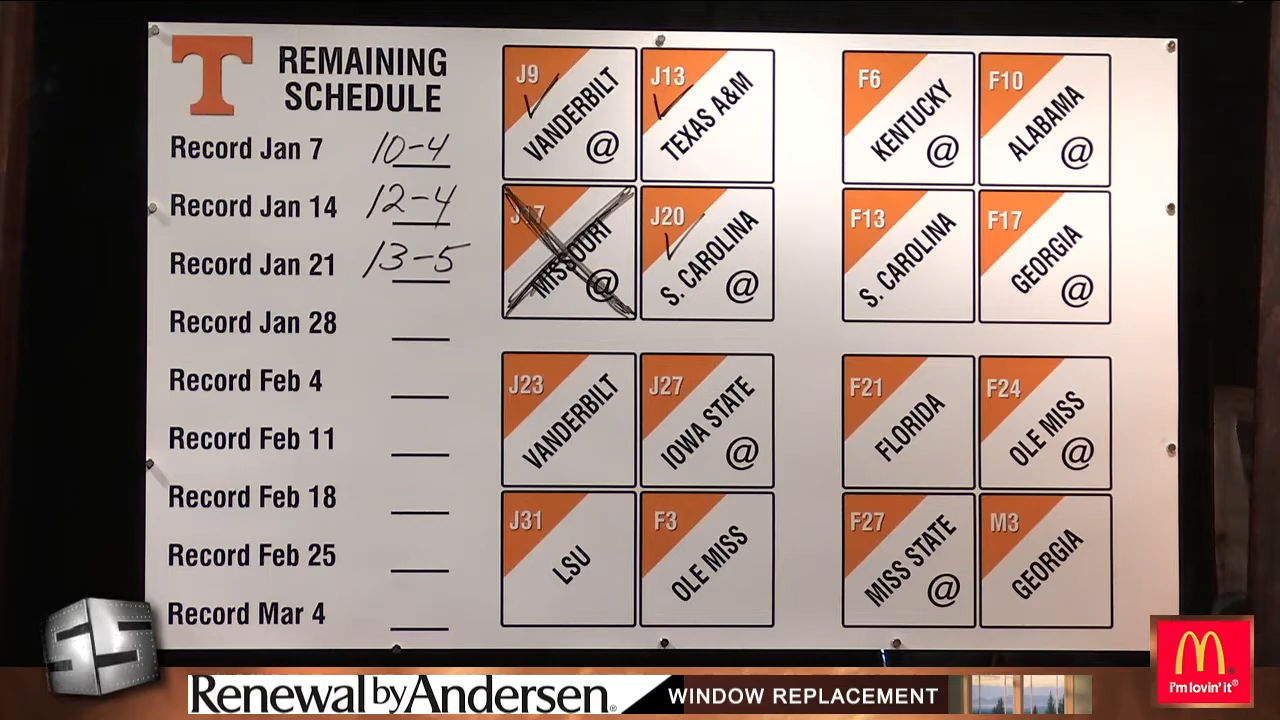 T
REMAINING
SCHEDULE
Record Jan 7 10-4
Record Jan 14 12-4
Record Jan 21 13-5
Record Jan 28
Record Feb 4
Record Feb 11
Record Feb 18
Record Feb 25
Record Mar 4
J9
VANDERBILT
@
J13
TEXAS A&M
J17
MISSOURI
@
J20
S. CAROLINA
@
J23
VANDERBILT
J27
IOWA STATE
@
J31
LSU
F3
OLE MISS
F6
KENTUCKY
@
F10
ALABAMA
@
F13
S. CAROLINA
F17
GEORGIA
@
F21
FLORIDA
F24
OLE MISS
@
F27
MISS STATE
@
M3
GEORGIA
SS
Renewal by Andersen®
WINDOW REPLACEMENT
M
i'm lovin' it®